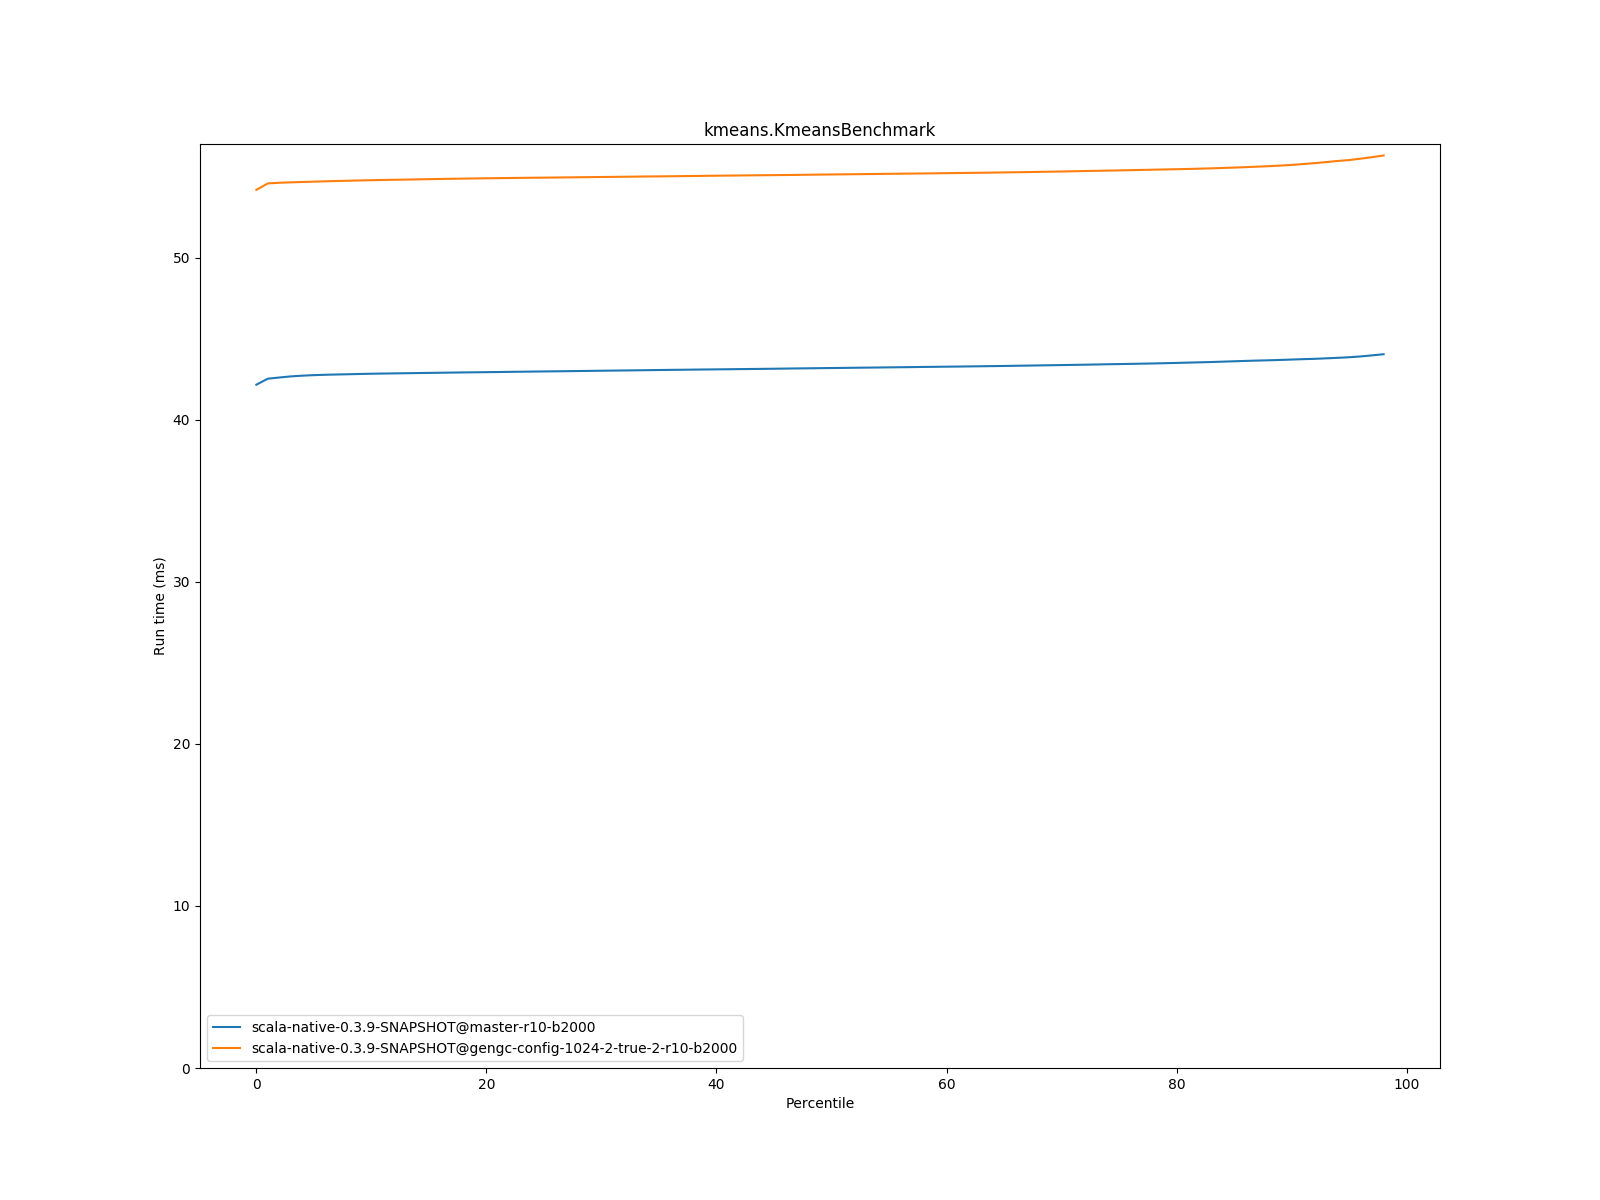 kmeans.KmeansBenchmark
Run time (ms)
50
40
30
20
10
0
scala-native-0.3.9-SNAPSHOT@master-r10-b2000
scala-native-0.3.9-SNAPSHOT@gengc-config-1024-2-true-2-r10-b2000
0 20 40 60 80 100
Percentile